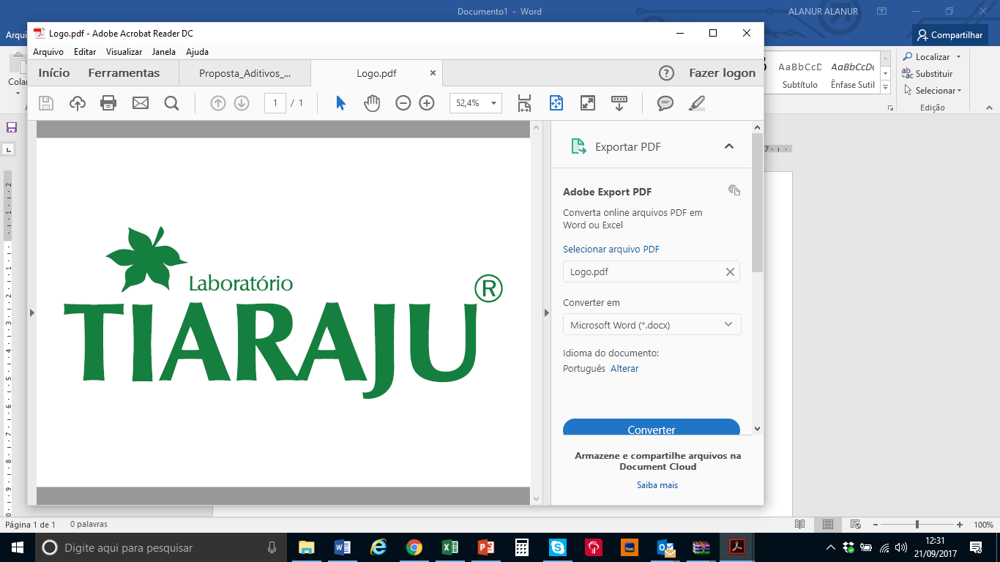 Documento1 - Word
ALANUR ALANUR
Arqui
Compartilhar
Logo.pdf - Adobe Acrobat Reader DC
Arquivo Editar Visualizar Janela Ajuda
Início Ferramentas Proposta_Aditivos_... Logo.pdf Fazer logon
1 / 1 52,4%
Colar
AaBbCcD AaBbCcDc
Subtítulo Ênfase Sutil
Localizar
Substituir
Selecionar
Edição
Exportar PDF
Adobe Export PDF
Converta online arquivos PDF em
Word ou Excel
Selecionar arquivo PDF
Logo.pdf
Converter em
Microsoft Word (*.docx)
Idioma do documento:
Português Alterar
Converter
Armazene e compartilhe arquivos na
Document Cloud
Saiba mais
Laboratório
TIARAJU®
Página 1 de 1 0 palavras
100%
Digite aqui para pesquisar
12:31
21/09/2017